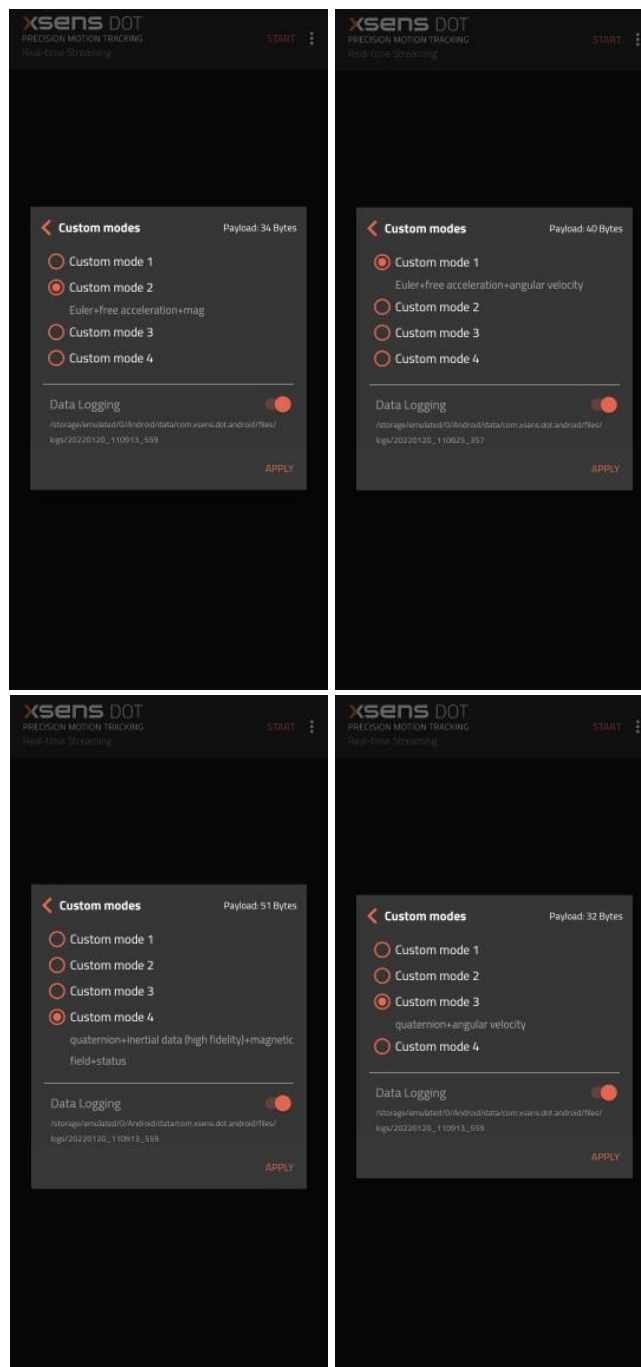 xsens DOT
PRECISION MOTION TRACKING
Real-time Streaming
START
Custom modes
Payload: 34 Bytes
Custom mode 1
Custom mode 2
Euler+free acceleration+mag
Custom mode 3
Custom mode 4
Data Logging
/storage/emulated/0/Android/data/com.xsens.dot.android/files/
logs/20220120_110913_559
APPLY
xsens DOT
PRECISION MOTION TRACKING
Real-time Streaming
START
Custom modes
Payload: 40 Bytes
Custom mode 1
Euler+free acceleration+angular velocity
Custom mode 2
Custom mode 3
Custom mode 4
Data Logging
/storage/emulated/0/Android/data/com.xsens.dot.android/files/
logs/20220120_110825_357
APPLY
xsens DOT
PRECISION MOTION TRACKING
Real-time Streaming
START
Custom modes
Payload: 51 Bytes
Custom mode 1
Custom mode 2
Custom mode 3
Custom mode 4
quaternion+inertial data (high fidelity)+magnetic
field+status
Data Logging
/storage/emulated/0/Android/data/com.xsens.dot.android/files/
logs/20220120_110913_559
APPLY
xsens DOT
PRECISION MOTION TRACKING
Real-time Streaming
START
Custom modes
Payload: 32 Bytes
Custom mode 1
Custom mode 2
Custom mode 3
quaternion+angular velocity
Custom mode 4
Data Logging
/storage/emulated/0/Android/data/com.xsens.dot.android/files/
logs/20220120_110913_559
APPLY